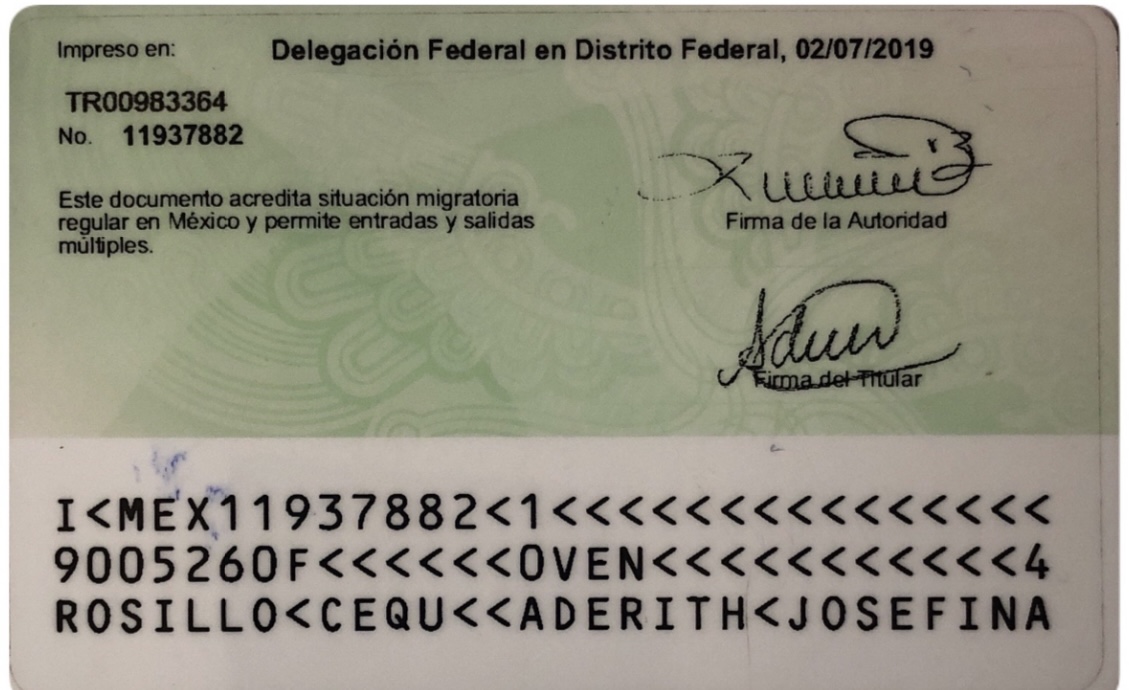 Impreso en: Delegación Federal en Distrito Federal, 02/07/2019
TR00983364
No. 11937882
Este documento acredita situación migratoria
regular en México y permite entradas y salidas
múltiples.
Firma de la Autoridad
Firma del Titular
I<MEX11937882<1<<<<<<<<<<<<<<<
9005260F<<<<<<0VEN<<<<<<<<<<<4
ROSILLO<CEQU<<ADERITH<JOSEFINA